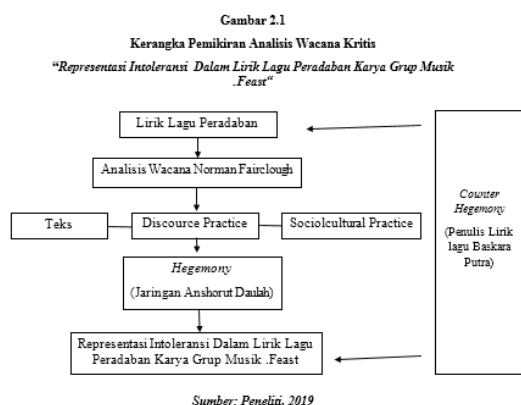 Gambar 2.1
Kerangka Pemikiran Analisis Wacana Kritis
“Representasi Intoleransi Dalam Lirik Lagu Peradaban Karya Grup Musik
.Feast“
Lirik Lagu Peradaban
Analisis Wacana Norman Fairclough
Teks
Discource Practice
Sociolcultural Practice
Hegemony
(Jaringan Anshorut Daulah)
Representasi Intoleransi Dalam Lirik Lagu
Peradaban Karya Grup Musik .Feast
Counter
Hegemony
(Penulis Lirik
lagu Baskara
Putra)
Sumber: Peneliti, 2019